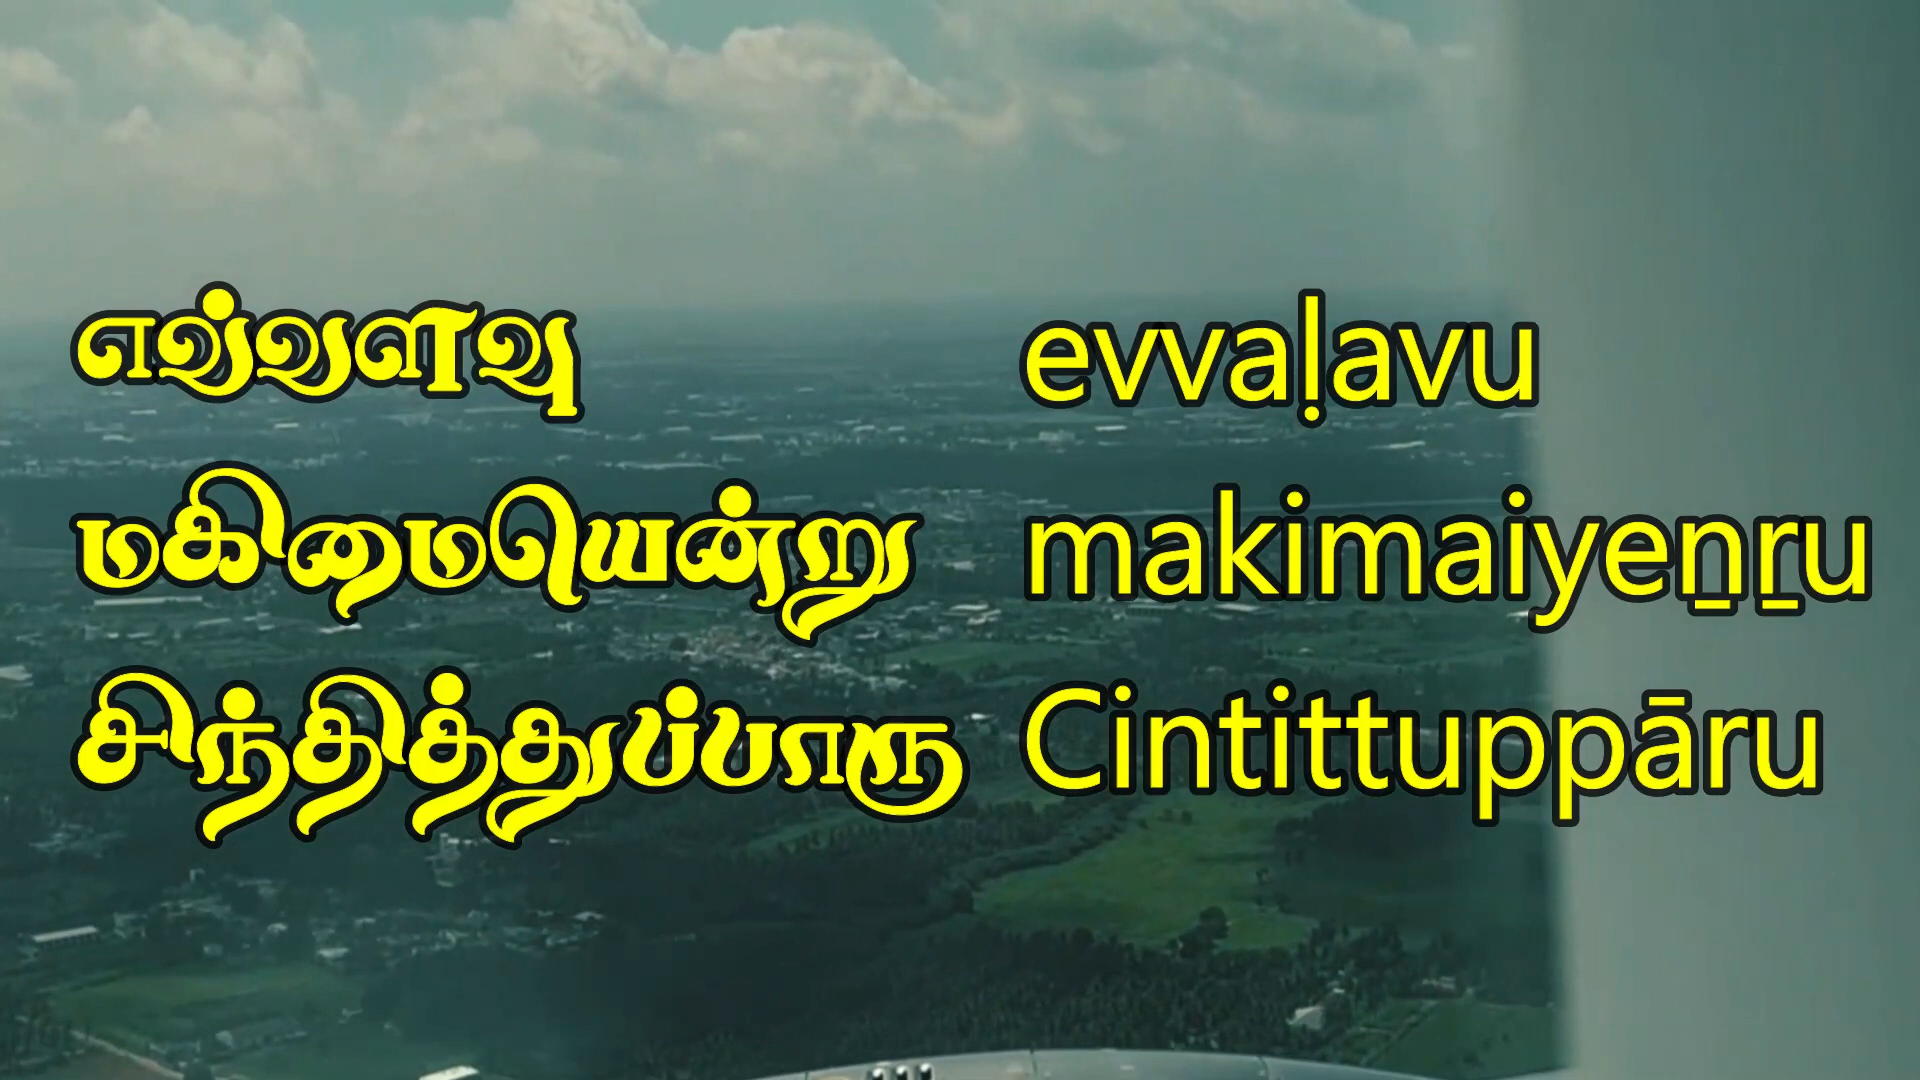 எவ்வளவு
மகிமையென்று
சிந்தித்துப்பாரு
evvaḷavu
makimaiyeṉṟu
Cintittuppāru